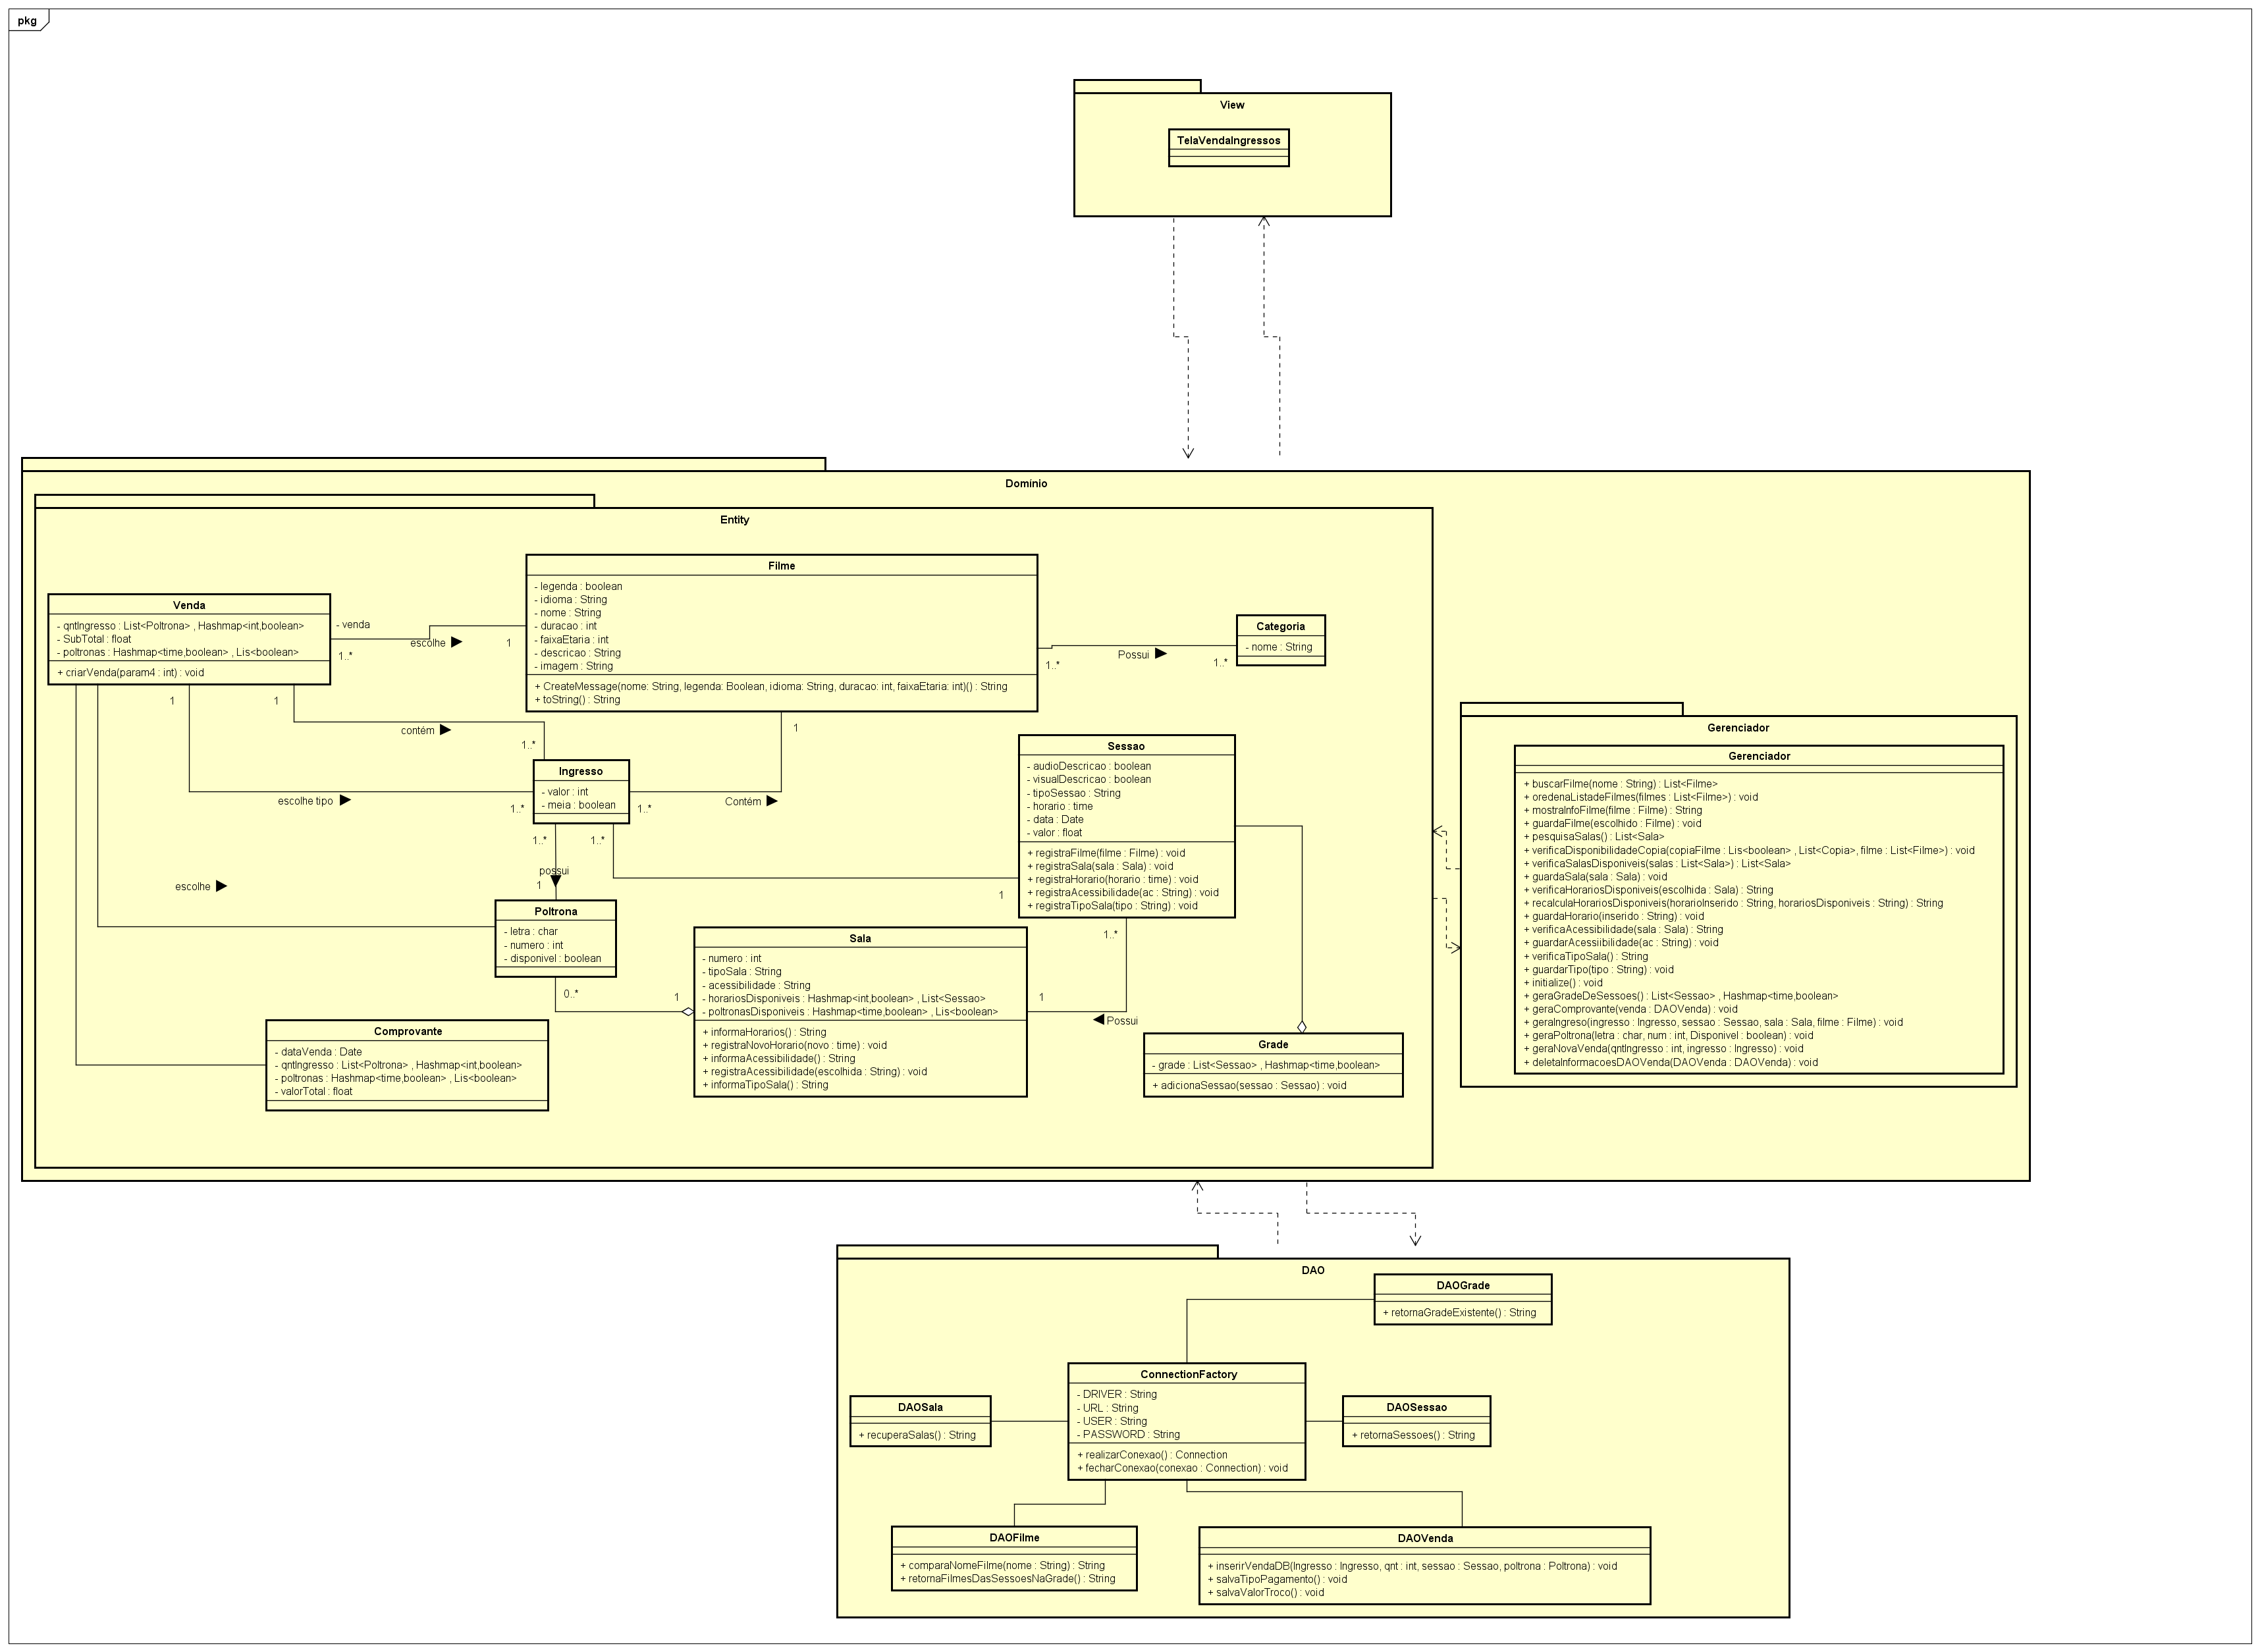 pkg
View
TelaVendaIngressos
Domínio
Entity
Venda
- qntIngresso : List<Poltrona> , Hashmap<int,boolean>
- SubTotal : float
- poltronas : Hashmap<time,boolean> , Lis<boolean>
+ criarVenda(param4 : int) : void
- venda
1..*
escolhe
1
Filme
- legenda : boolean
- idioma : String
- nome : String
- duracao : int
- faixaEtaria : int
- descricao : String
- imagem : String
+ CreateMessage(nome: String, legenda: Boolean, idioma: String, duracao: int, faixaEtaria: int)() : String
+ toString() : String
1..*
Possui
1..*
Categoria
- nome : String
1
1
contém
1..*
1
Ingresso
- valor : int
- meia : boolean
escolhe tipo
1..*
1..*
Contém
1..*
1..*
possui
1
escolhe
Poltrona
- letra : char
- numero : int
- disponivel : boolean
0..*
1
Sessao
- audioDescricao : boolean
- visualDescricao : boolean
- tipoSessao : String
- horario : time
- data : Date
- valor : float
+ registraFilme(filme : Filme) : void
+ registraSala(sala : Sala) : void
+ registraHorario(horario : time) : void
+ registraAcessibilidade(ac : String) : void
+ registraTipoSala(tipo : String) : void
1
1..*
1
Possui
Sala
- numero : int
- tipoSala : String
- acessibilidade : String
- horariosDisponiveis : Hashmap<int,boolean> , List<Sessao>
- poltronasDisponiveis : Hashmap<time,boolean> , Lis<boolean>
+ informaHorarios() : String
+ registraNovoHorario(novo : time) : void
+ informaAcessibilidade() : String
+ registraAcessibilidade(escolhida : String) : void
+ informaTipoSala() : String
Comprovante
- dataVenda : Date
- qntIngresso : List<Poltrona> , Hashmap<int,boolean>
- poltronas : Hashmap<time,boolean> , Lis<boolean>
- valorTotal : float
Grade
- grade : List<Sessao> , Hashmap<time,boolean>
+ adicionaSessao(sessao : Sessao) : void
Gerenciador
Gerenciador
+ buscarFilme(nome : String) : List<Filme>
+ oredenaListadeFilmes(filmes : List<Filme>) : void
+ mostraInfoFilme(filme : Filme) : String
+ guardaFilme(escolhido : Filme) : void
+ pesquisaSalas() : List<Sala>
+ verificaDisponibilidadeCopia(copiaFilme : Lis<boolean> , List<Copia>, filme : List<Filme>) : void
+ verificaSalasDisponiveis(salas : List<Sala>) : List<Sala>
+ guardaSala(sala : Sala) : void
+ verificaHorariosDisponiveis(escolhida : Sala) : String
+ recalculaHorariosDisponiveis(horarioInserido : String, horariosDisponiveis : String) : String
+ guardaHorario(inserido : String) : void
+ verificaAcessibilidade(sala : Sala) : String
+ guardarAcessiibilidade(ac : String) : void
+ verificaTipoSala() : String
+ guardarTipo(tipo : String) : void
+ initialize() : void
+ geraGradeDeSessoes() : List<Sessao> , Hashmap<time,boolean>
+ geraComprovante(venda : DAOVenda) : void
+ geraIngreso(ingresso : Ingresso, sessao : Sessao, sala : Sala, filme : Filme) : void
+ geraPoltrona(letra : char, num : int, Disponivel : boolean) : void
+ geraNovaVenda(qntIngresso : int, ingresso : Ingresso) : void
+ deletaInformacoesDAOVenda(DAOVenda : DAOVenda) : void
DAO
DAOGrade
+ retornaGradeExistente() : String
ConnectionFactory
- DRIVER : String
- URL : String
- USER : String
- PASSWORD : String
+ realizarConexao() : Connection
+ fecharConexao(conexao : Connection) : void
DAOSala
+ recuperaSalas() : String
DAOSessao
+ retornaSessoes() : String
DAOFilme
+ comparaNomeFilme(nome : String) : String
+ retornaFilmesDasSessoesNaGrade() : String
DAOVenda
+ inserirVendaDB(Ingresso : Ingresso, qnt : int, sessao : Sessao, poltrona : Poltrona) : void
+ salvaTipoPagamento() : void
+ salvaValorTroco() : void